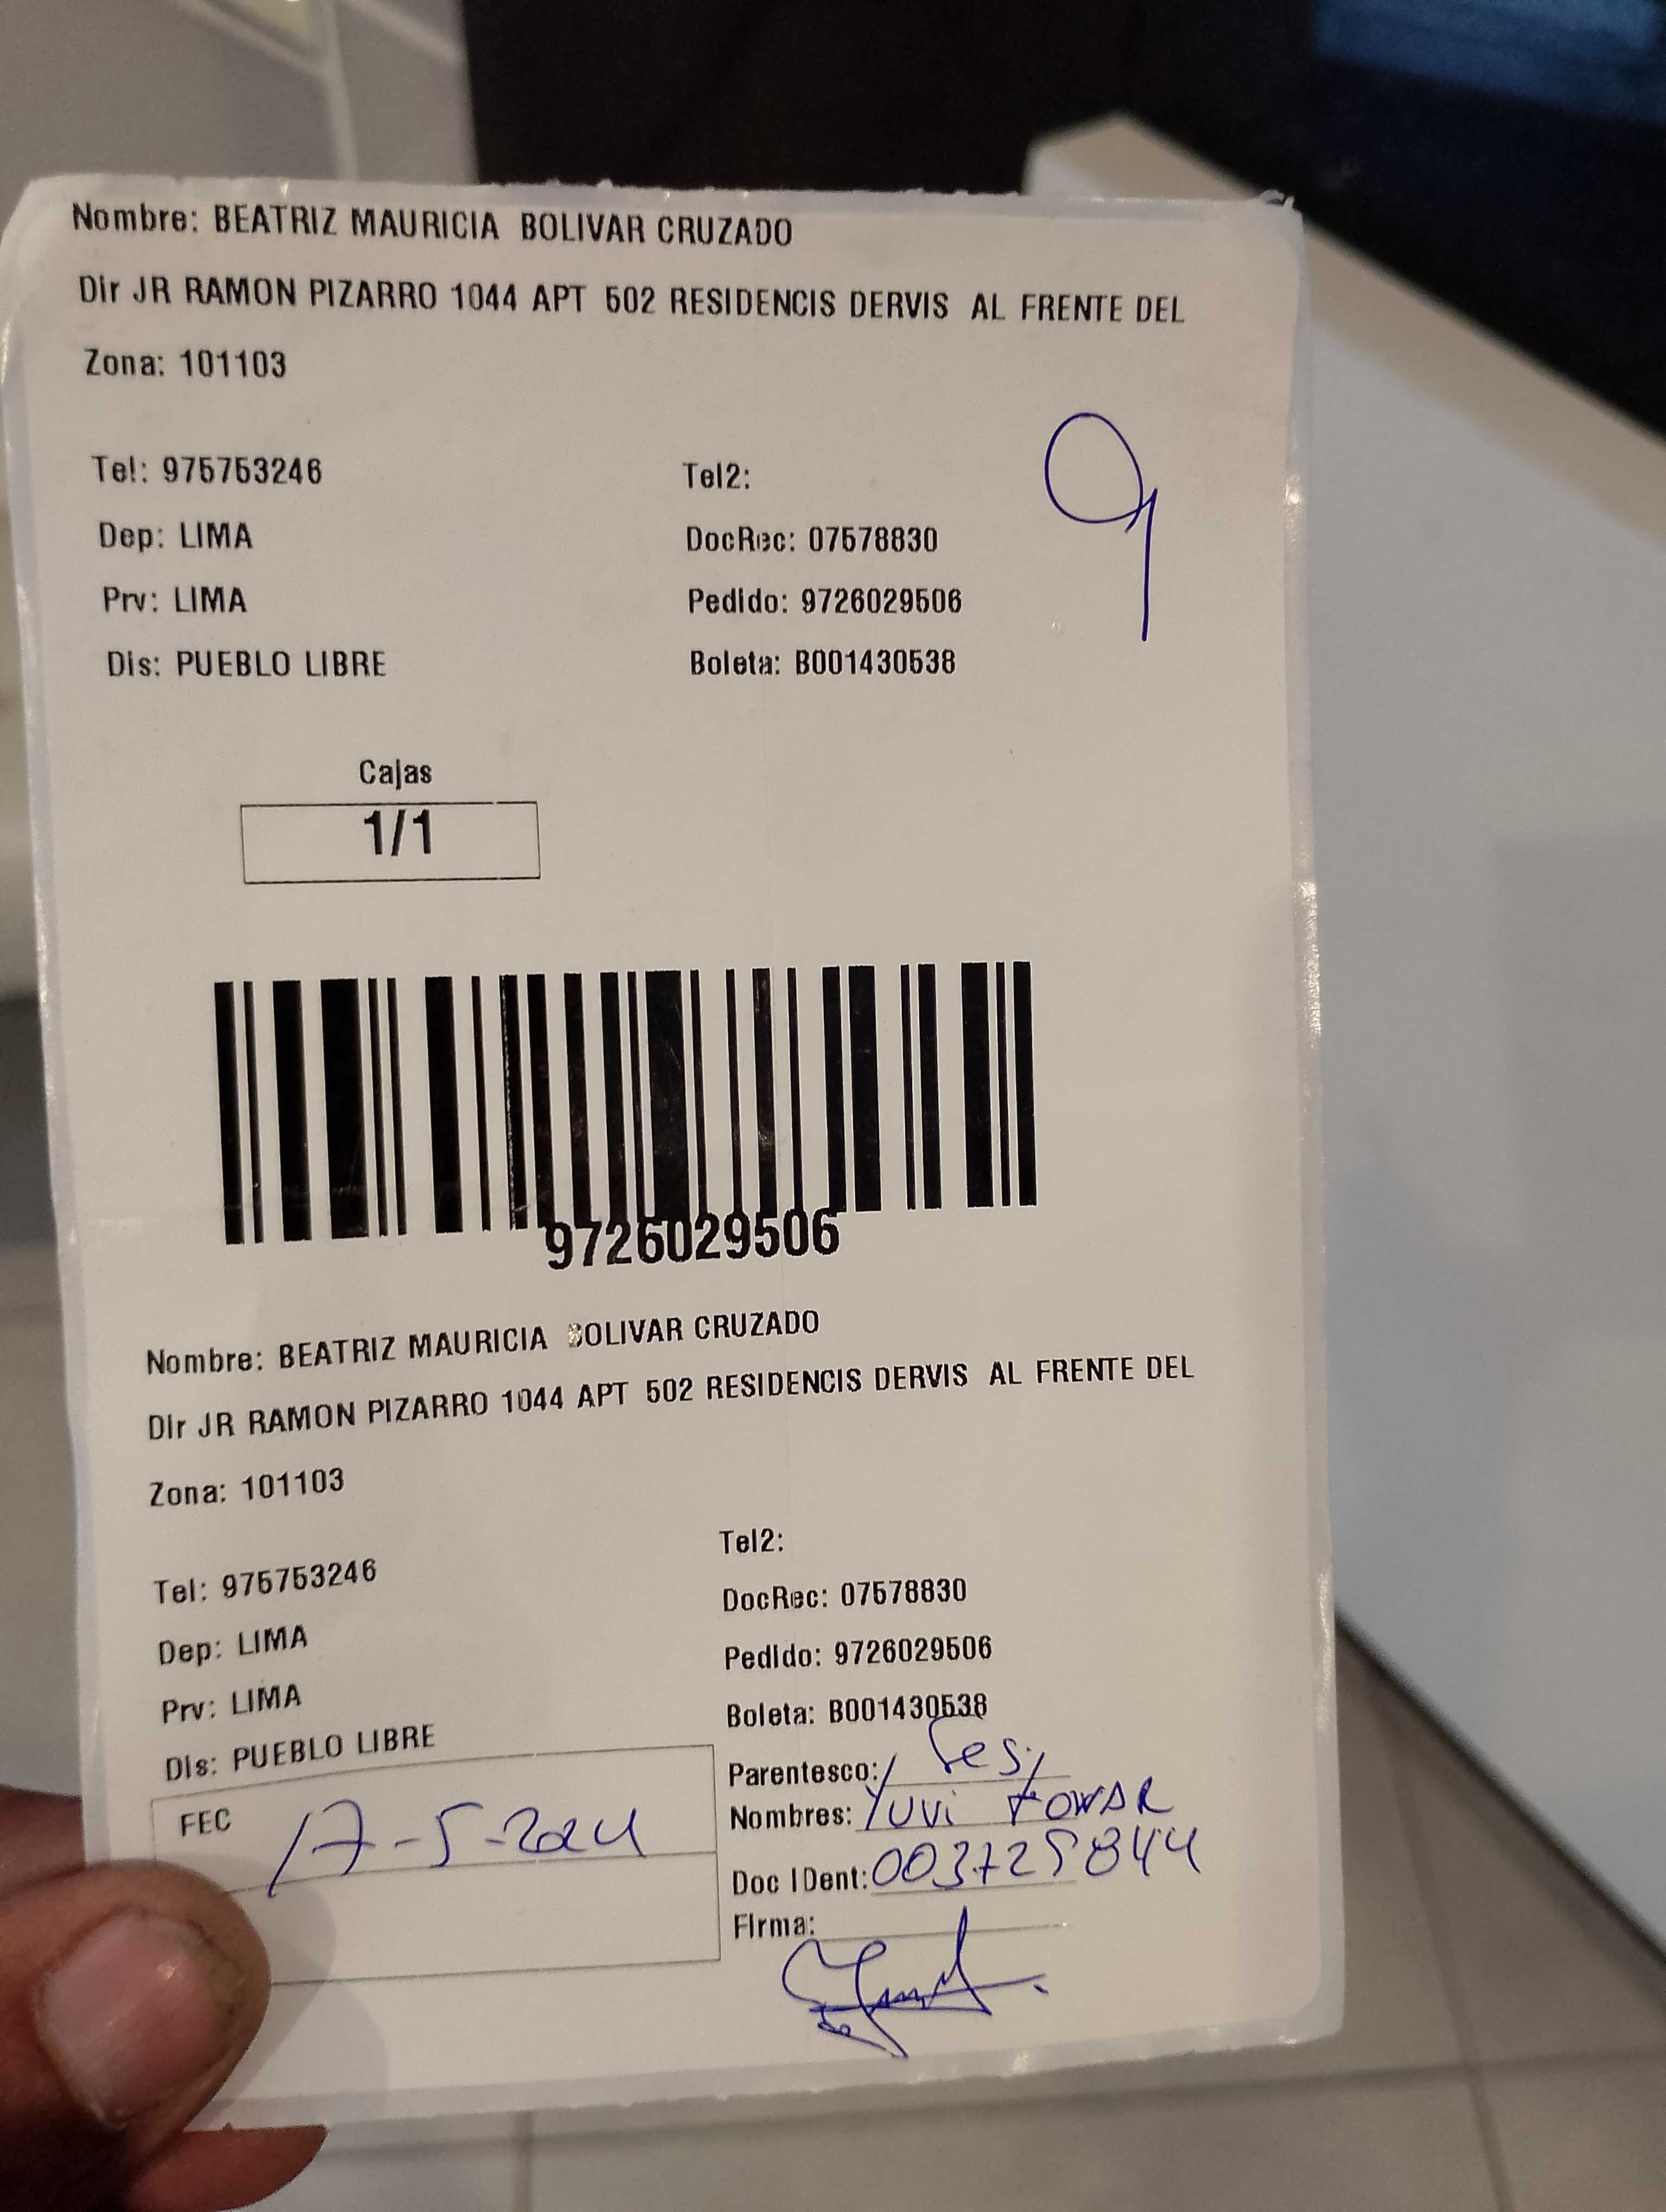 Nombre: BEATRIZ MAURICIA BOLIVAR CRUZADO
Dir JR RAMON PIZARRO 1044 APT 502 RESIDENCIS DERVIS AL FRENTE DEL
Zona: 101103
9
Tel: 975753246 Tel2:
Dep: LIMA DocRec: 07578830
Prv: LIMA Pedido: 9726029506
Dis: PUEBLO LIBRE Boleta: B001430538
Cajas
1/1
9726029506
Nombre: BEATRIZ MAURICIA BOLIVAR CRUZADO
Dir JR RAMON PIZARRO 1044 APT 502 RESIDENCIS DERVIS AL FRENTE DEL
Zona: 101103
Tel2:
Tel: 975753246 DocRec: 07578830
Dep: LIMA Pedido: 9726029506
Prv: LIMA Boleta: B001430538
Dis: PUEBLO LIBRE Parentesco:
FEC 17-5-2024 Nombres: Yuvi
Doc IDent: 003725844
Firma: